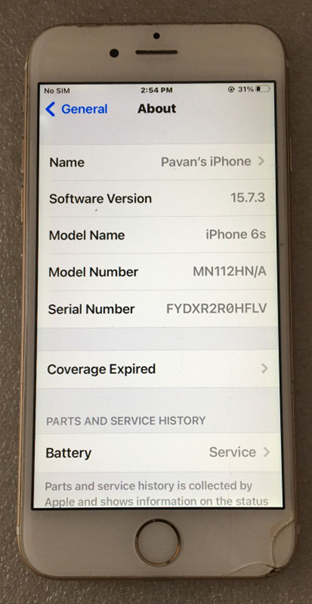 No SIM 2:54 PM 31%
General About
Name Pavan's iPhone
Software Version 15.7.3
Model Name iPhone 6s
Model Number MN112HN/A
Serial Number FYDXR2R0HFLV
Coverage Expired
PARTS AND SERVICE HISTORY
Battery Service
Parts and service history is collected by
Apple and shows information on the status